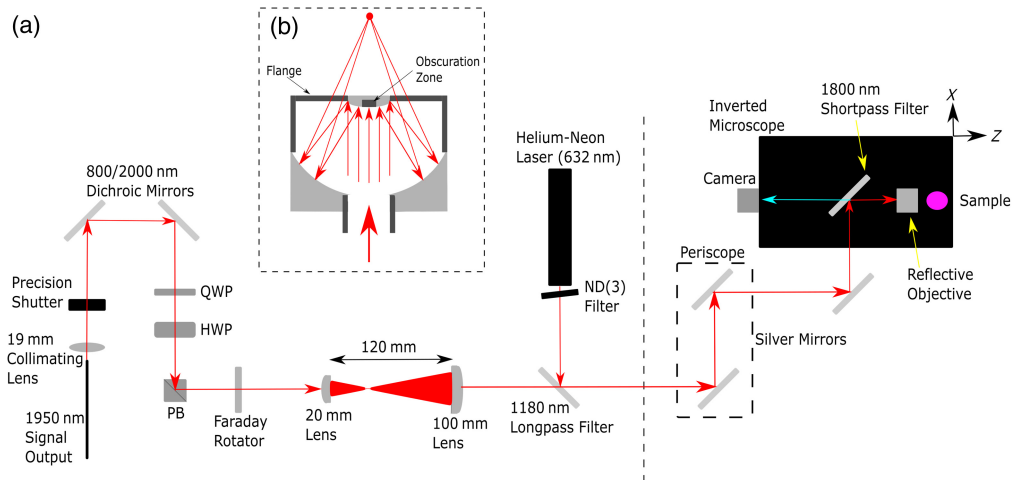 (a)
(b)
Flange
Obscuration
Zone
800/2000 nm
Dichroic Mirrors
Precision
Shutter
19 mm
Collimating
Lens
1950 nm
Signal
Output
QWP
HWP
PB
Faraday
Rotator
120 mm
20 mm
Lens
100 mm
Lens
Helium-Neon
Laser (632 nm)
ND(3)
Filter
1180 nm
Longpass Filter
Periscope
Silver Mirrors
Inverted
Microscope
1800 nm
Shortpass Filter
X
Z
Camera
Sample
Reflective
Objective